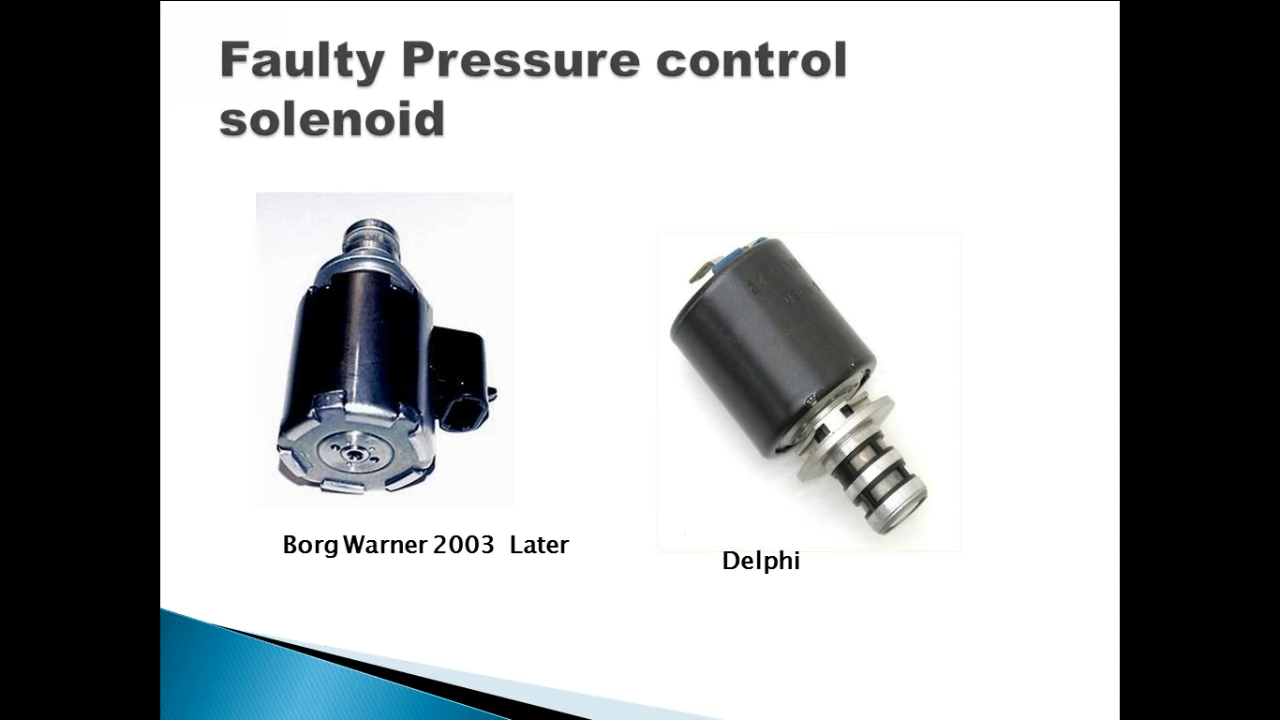 Faulty Pressure control
solenoid
Borg Warner 2003 Later
Delphi